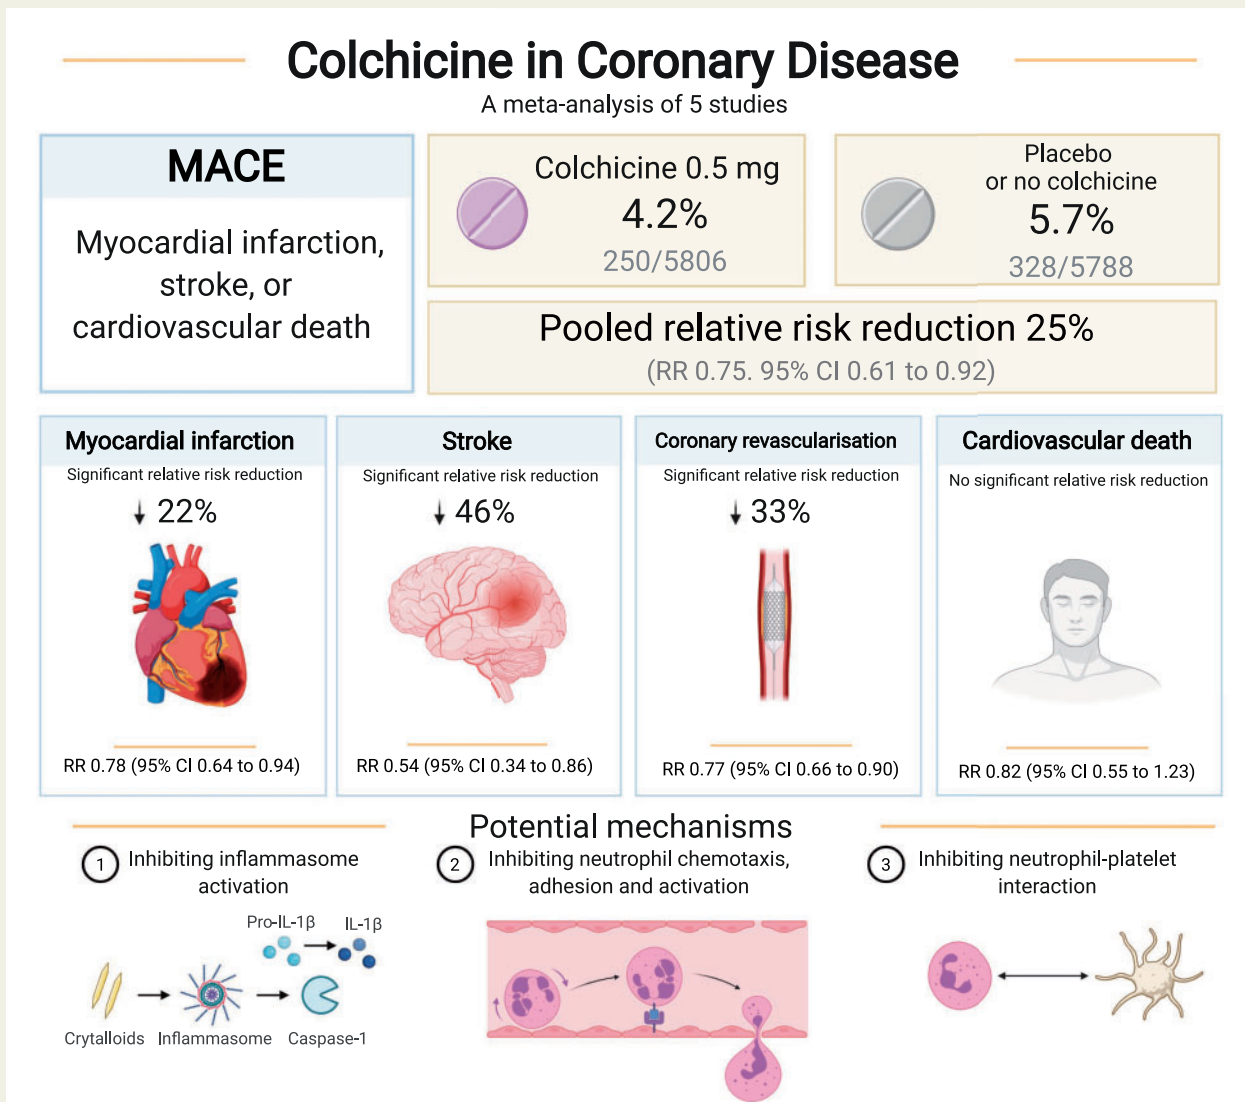 Colchicine in Coronary Disease
A meta-analysis of 5 studies
MACE
Myocardial infarction,
stroke, or
cardiovascular death
Colchicine 0.5 mg
4.2%
250/5806
Placebo
or no colchicine
5.7%
328/5788
Pooled relative risk reduction 25%
(RR 0.75. 95% CI 0.61 to 0.92)
Myocardial infarction
Significant relative risk reduction
↓ 22%
RR 0.78 (95% CI 0.64 to 0.94)
Stroke
Significant relative risk reduction
↓ 46%
RR 0.54 (95% CI 0.34 to 0.86)
Coronary revascularisation
Significant relative risk reduction
↓ 33%
RR 0.77 (95% CI 0.66 to 0.90)
Cardiovascular death
No significant relative risk reduction
RR 0.82 (95% CI 0.55 to 1.23)
Potential mechanisms
1 Inhibiting inflammasome
activation
Pro-IL-1β IL-1β
Crytalloids Inflammasome Caspase-1
2 Inhibiting neutrophil chemotaxis,
adhesion and activation
3 Inhibiting neutrophil-platelet
interaction